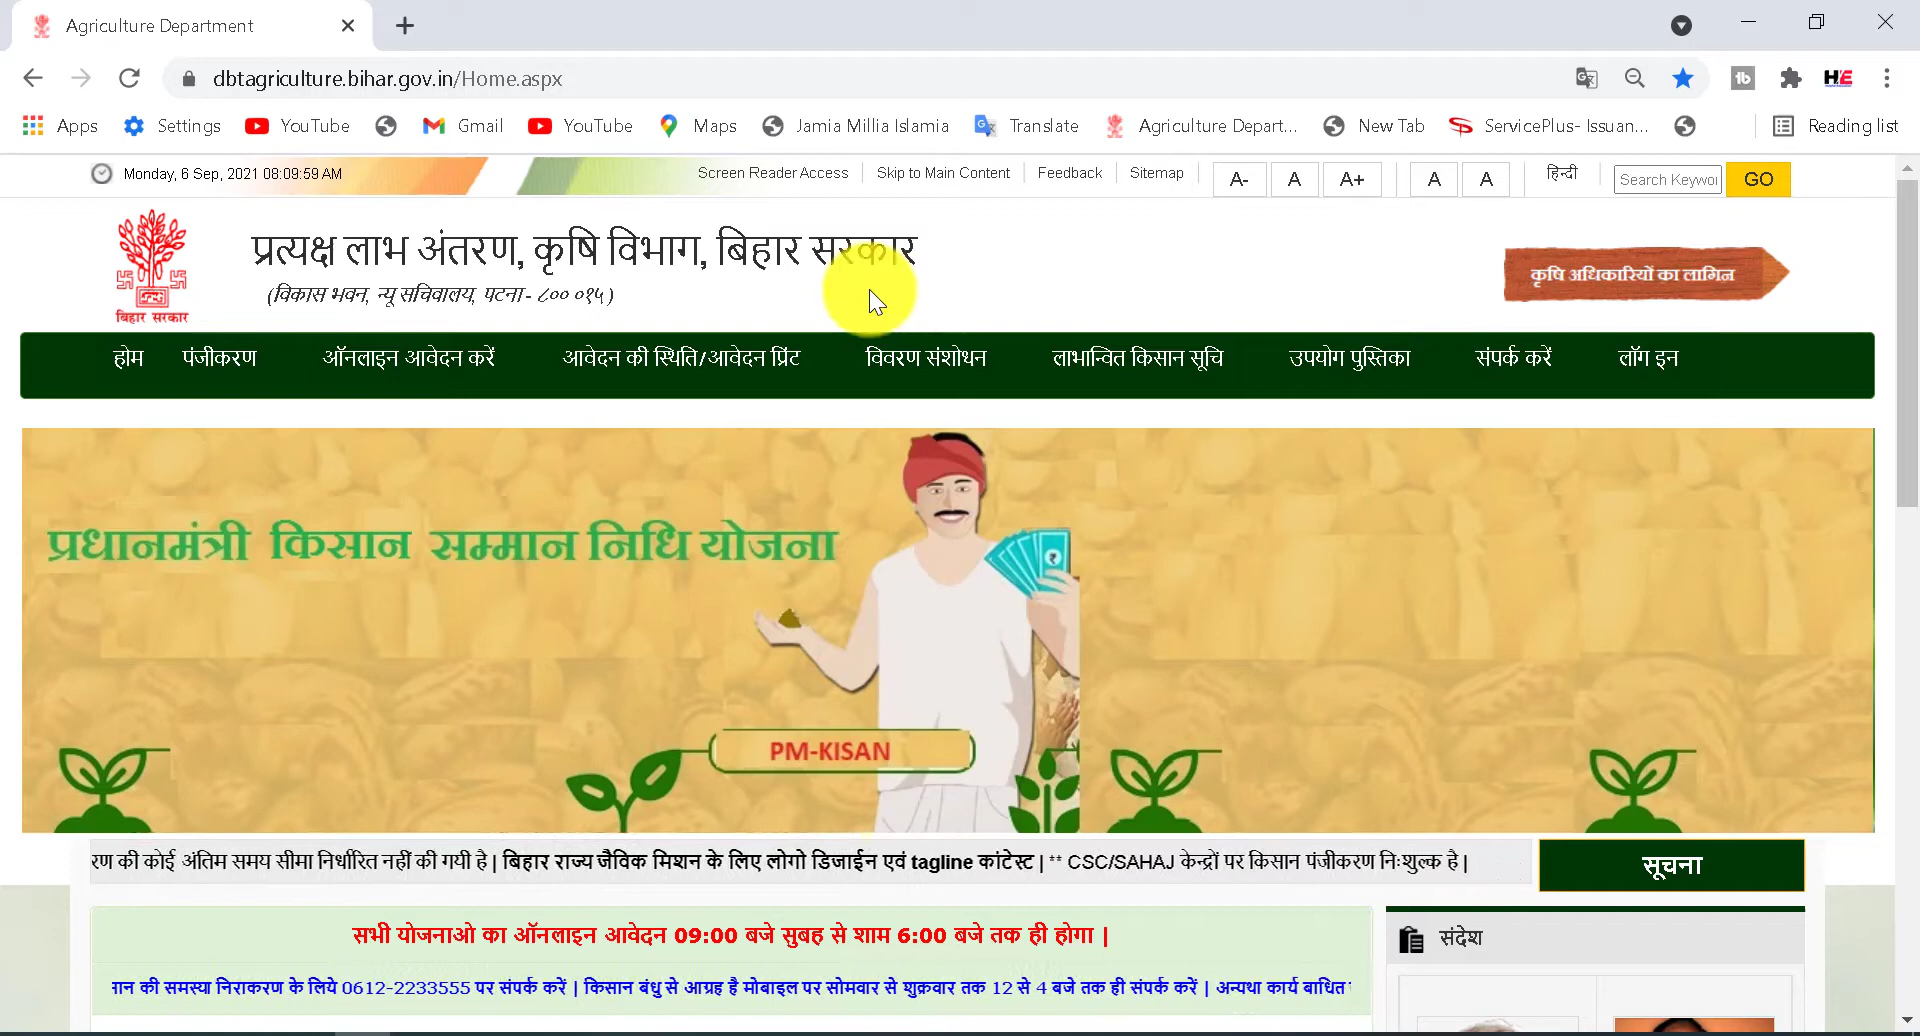 Agriculture Department
dbtagriculture.bihar.gov.in/Home.aspx
Apps Settings YouTube Gmail YouTube Maps Jamia Millia Islamia Translate Agriculture Depart... New Tab ServicePlus- Issuan... Reading list
Monday, 6 Sep, 2021 08:09:59 AM Screen Reader Access Skip to Main Content Feedback Sitemap A- A A+ A A हिन्दी Search Keywor GO
प्रत्यक्ष लाभ अंतरण, कृषि विभाग, बिहार सरकार
(विकास भवन, न्यू सचिवालय, पटना - ८०० ०१५ )
बिहार सरकार
कृषि अधिकारियों का लागिन
होम पंजीकरण ऑनलाइन आवेदन करें आवेदन की स्थिति/आवेदन प्रिंट विवरण संशोधन लाभान्वित किसान सूचि उपयोग पुस्तिका संपर्क करें लॉग इन
प्रधानमंत्री किसान सम्मान निधि योजना
PM-KISAN
रण की कोई अंतिम समय सीमा निर्धारित नहीं की गयी है | बिहार राज्य जैविक मिशन के लिए लोगो डिजाईन एवं tagline कांटेस्ट | ** CSC/SAHAJ केन्द्रों पर किसान पंजीकरण निःशुल्क है |
सूचना
सभी योजनाओ का ऑनलाइन आवेदन 09:00 बजे सुबह से शाम 6:00 बजे तक ही होगा |
संदेश
मान की समस्या निराकरण के लिये 0612-2233555 पर संपर्क करें | किसान बंधु से आग्रह है मोबाइल पर सोमवार से शुक्रवार तक 12 से 4 बजे तक ही संपर्क करें | अन्यथा कार्य बाधित